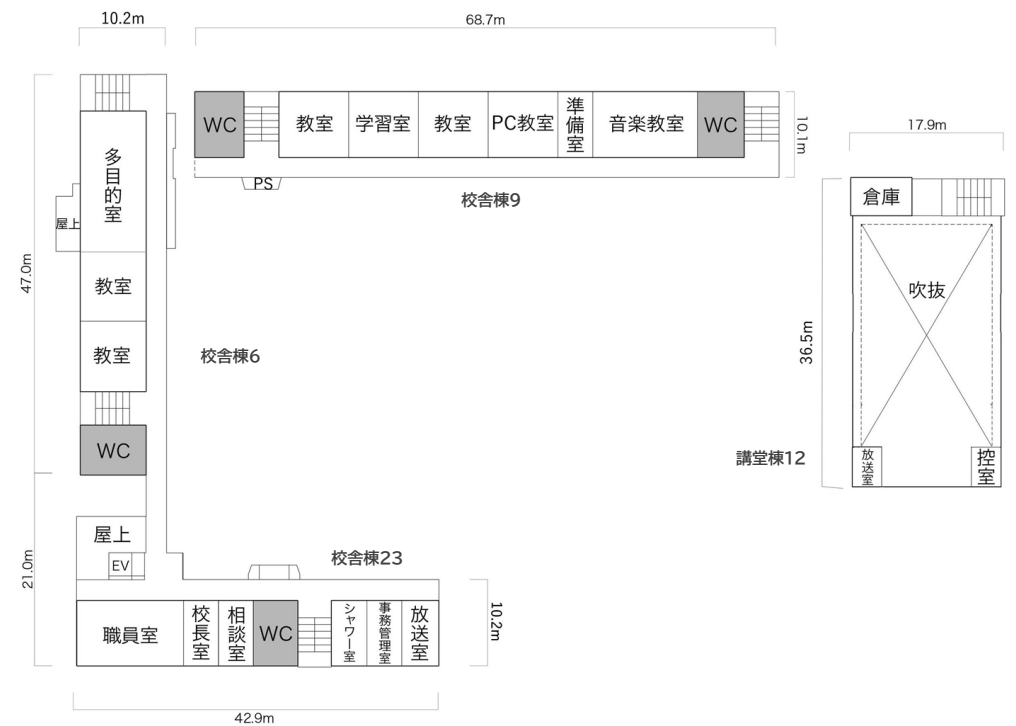 10.2m
68.7m
WC
教室
学習室
教室
PC教室
準備室
音楽教室
WC
10.1m
PS
校舎棟9
17.9m
倉庫
吹抜
36.5m
放送室
控室
講堂棟12
多目的室
屋上
教室
教室
WC
47.0m
校舎棟6
屋上
EV
21.0m
校舎棟23
職員室
校長室
相談室
WC
シャワー室
事務管理室
放送室
10.2m
42.9m